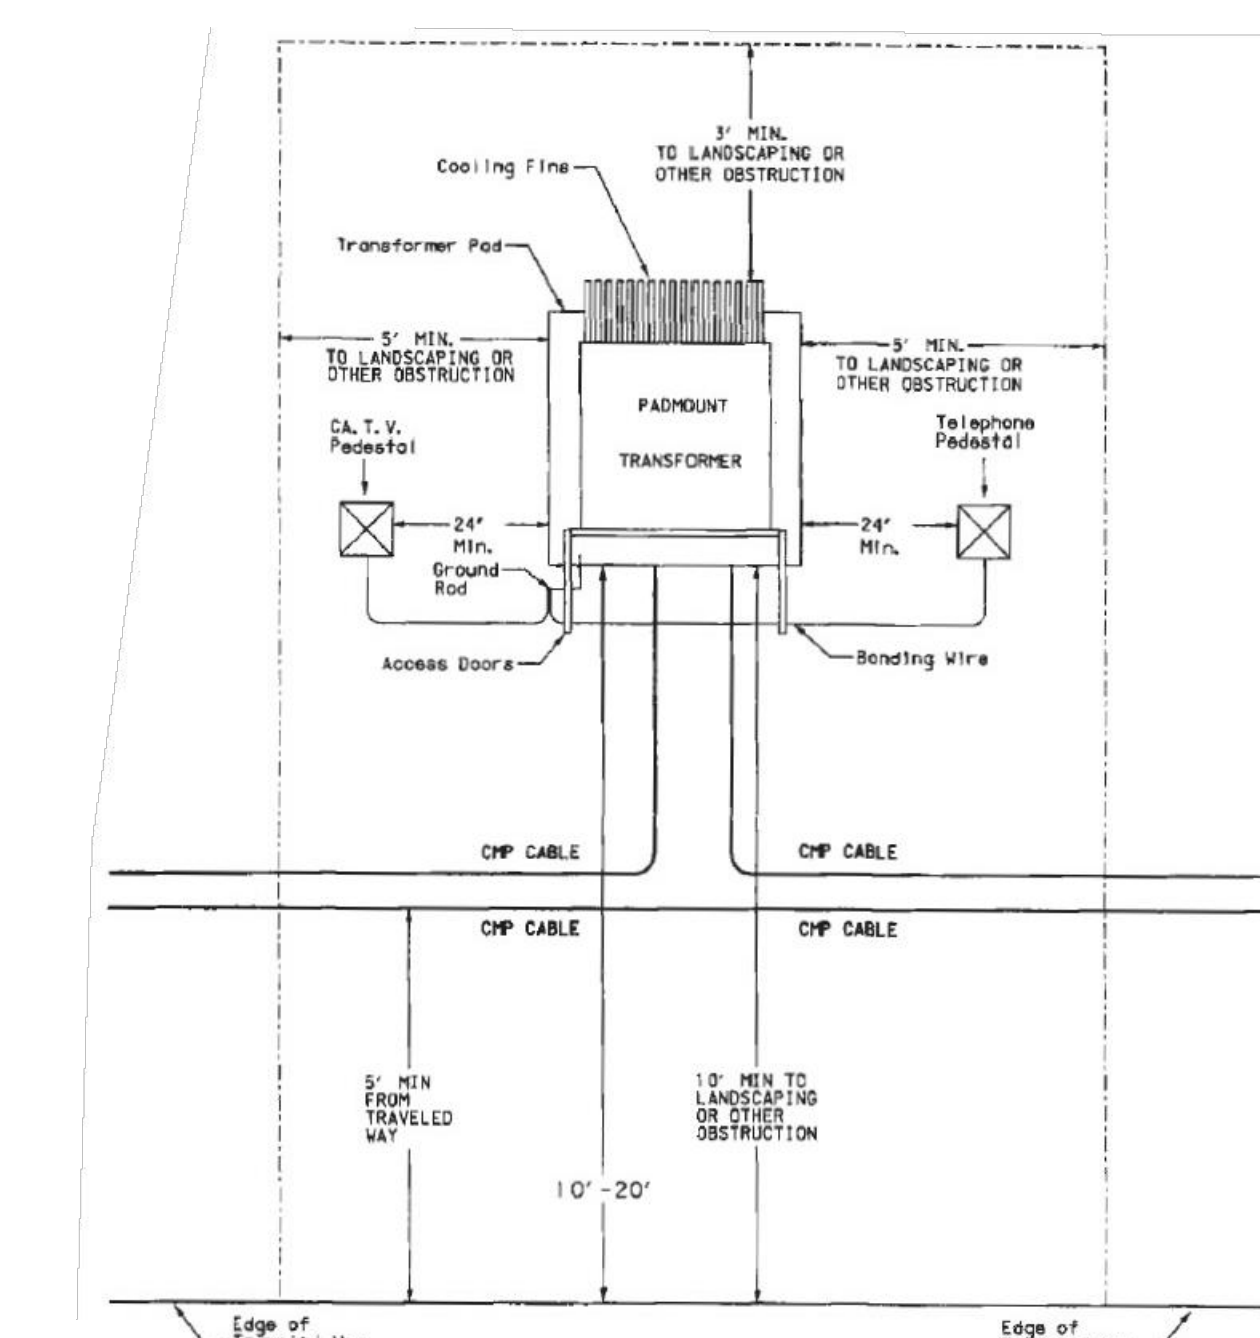 3' MIN.
TO LANDSCAPING OR
OTHER OBSTRUCTION
Cooling Fins
Transformer Pad
5' MIN.
TO LANDSCAPING OR
OTHER OBSTRUCTION
5' MIN.
TO LANDSCAPING OR
OTHER OBSTRUCTION
PADMOUNT
TRANSFORMER
CA. T. V.
Pedestal
Telephone
Pedestal
24"
Min.
24"
Min.
Ground
Rod
Access Doors
Bonding Wire
CMP CABLE
CMP CABLE
CMP CABLE
CMP CABLE
5' MIN
FROM
TRAVELED
WAY
10' MIN TO
LANDSCAPING
OR OTHER
OBSTRUCTION
10'-20'
Edge of
Edge of